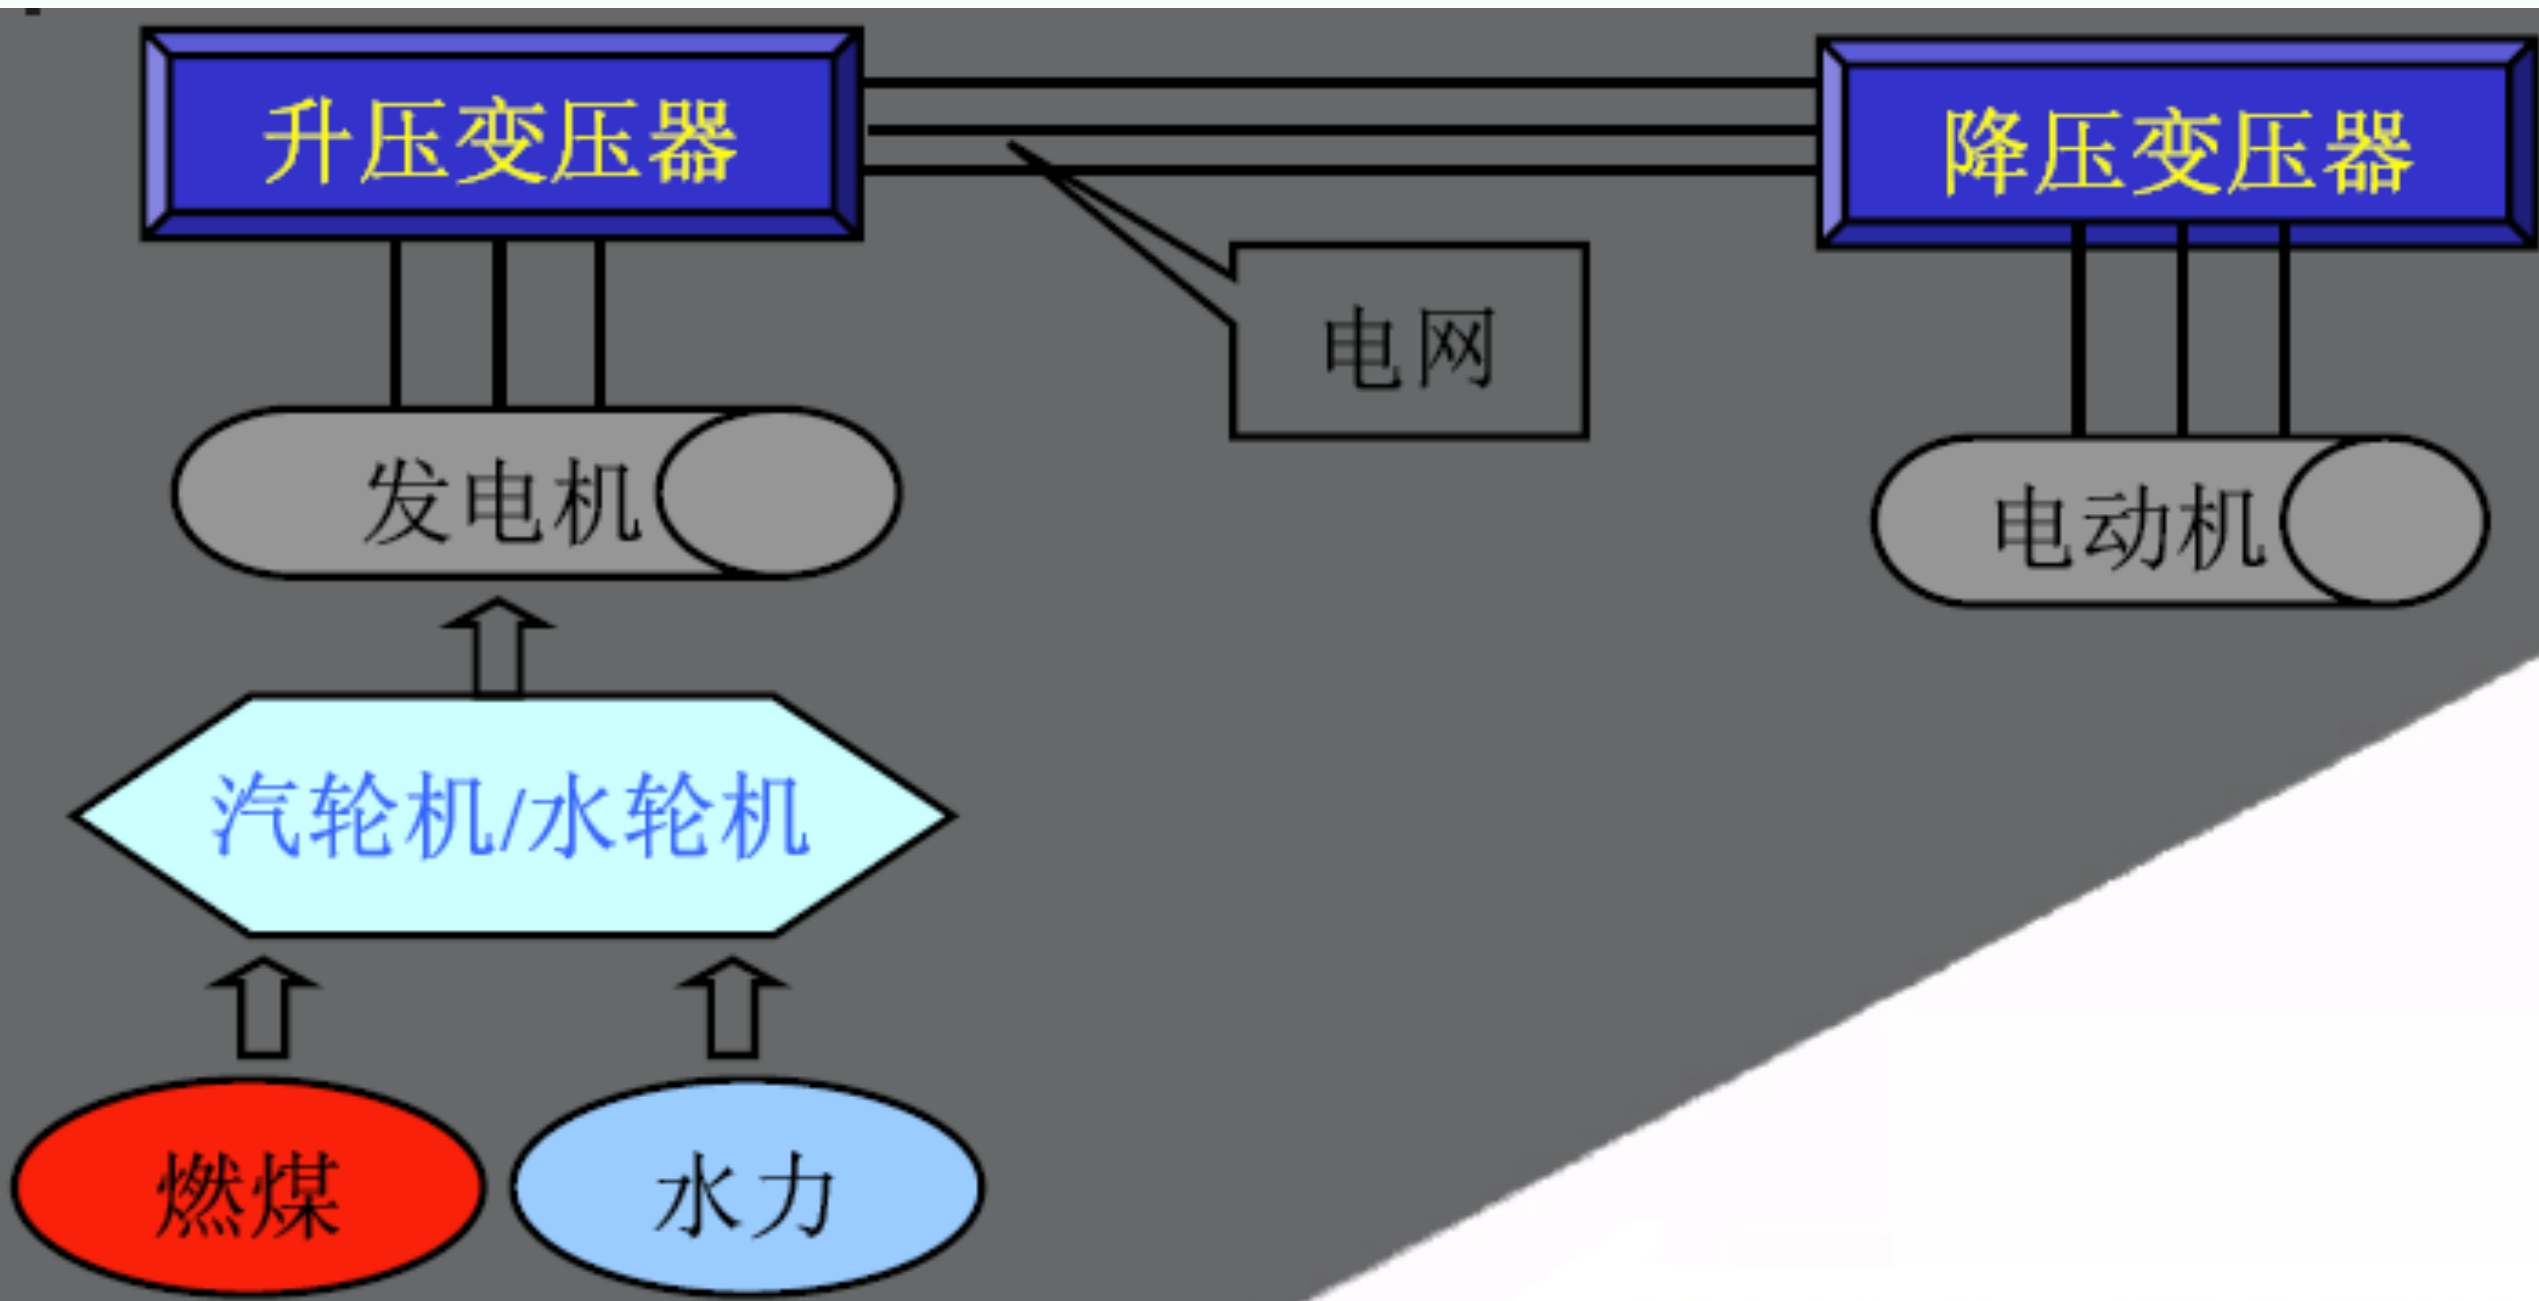 升压变压器
降压变压器
电网
发电机
电动机
汽轮机/水轮机
燃煤
水力